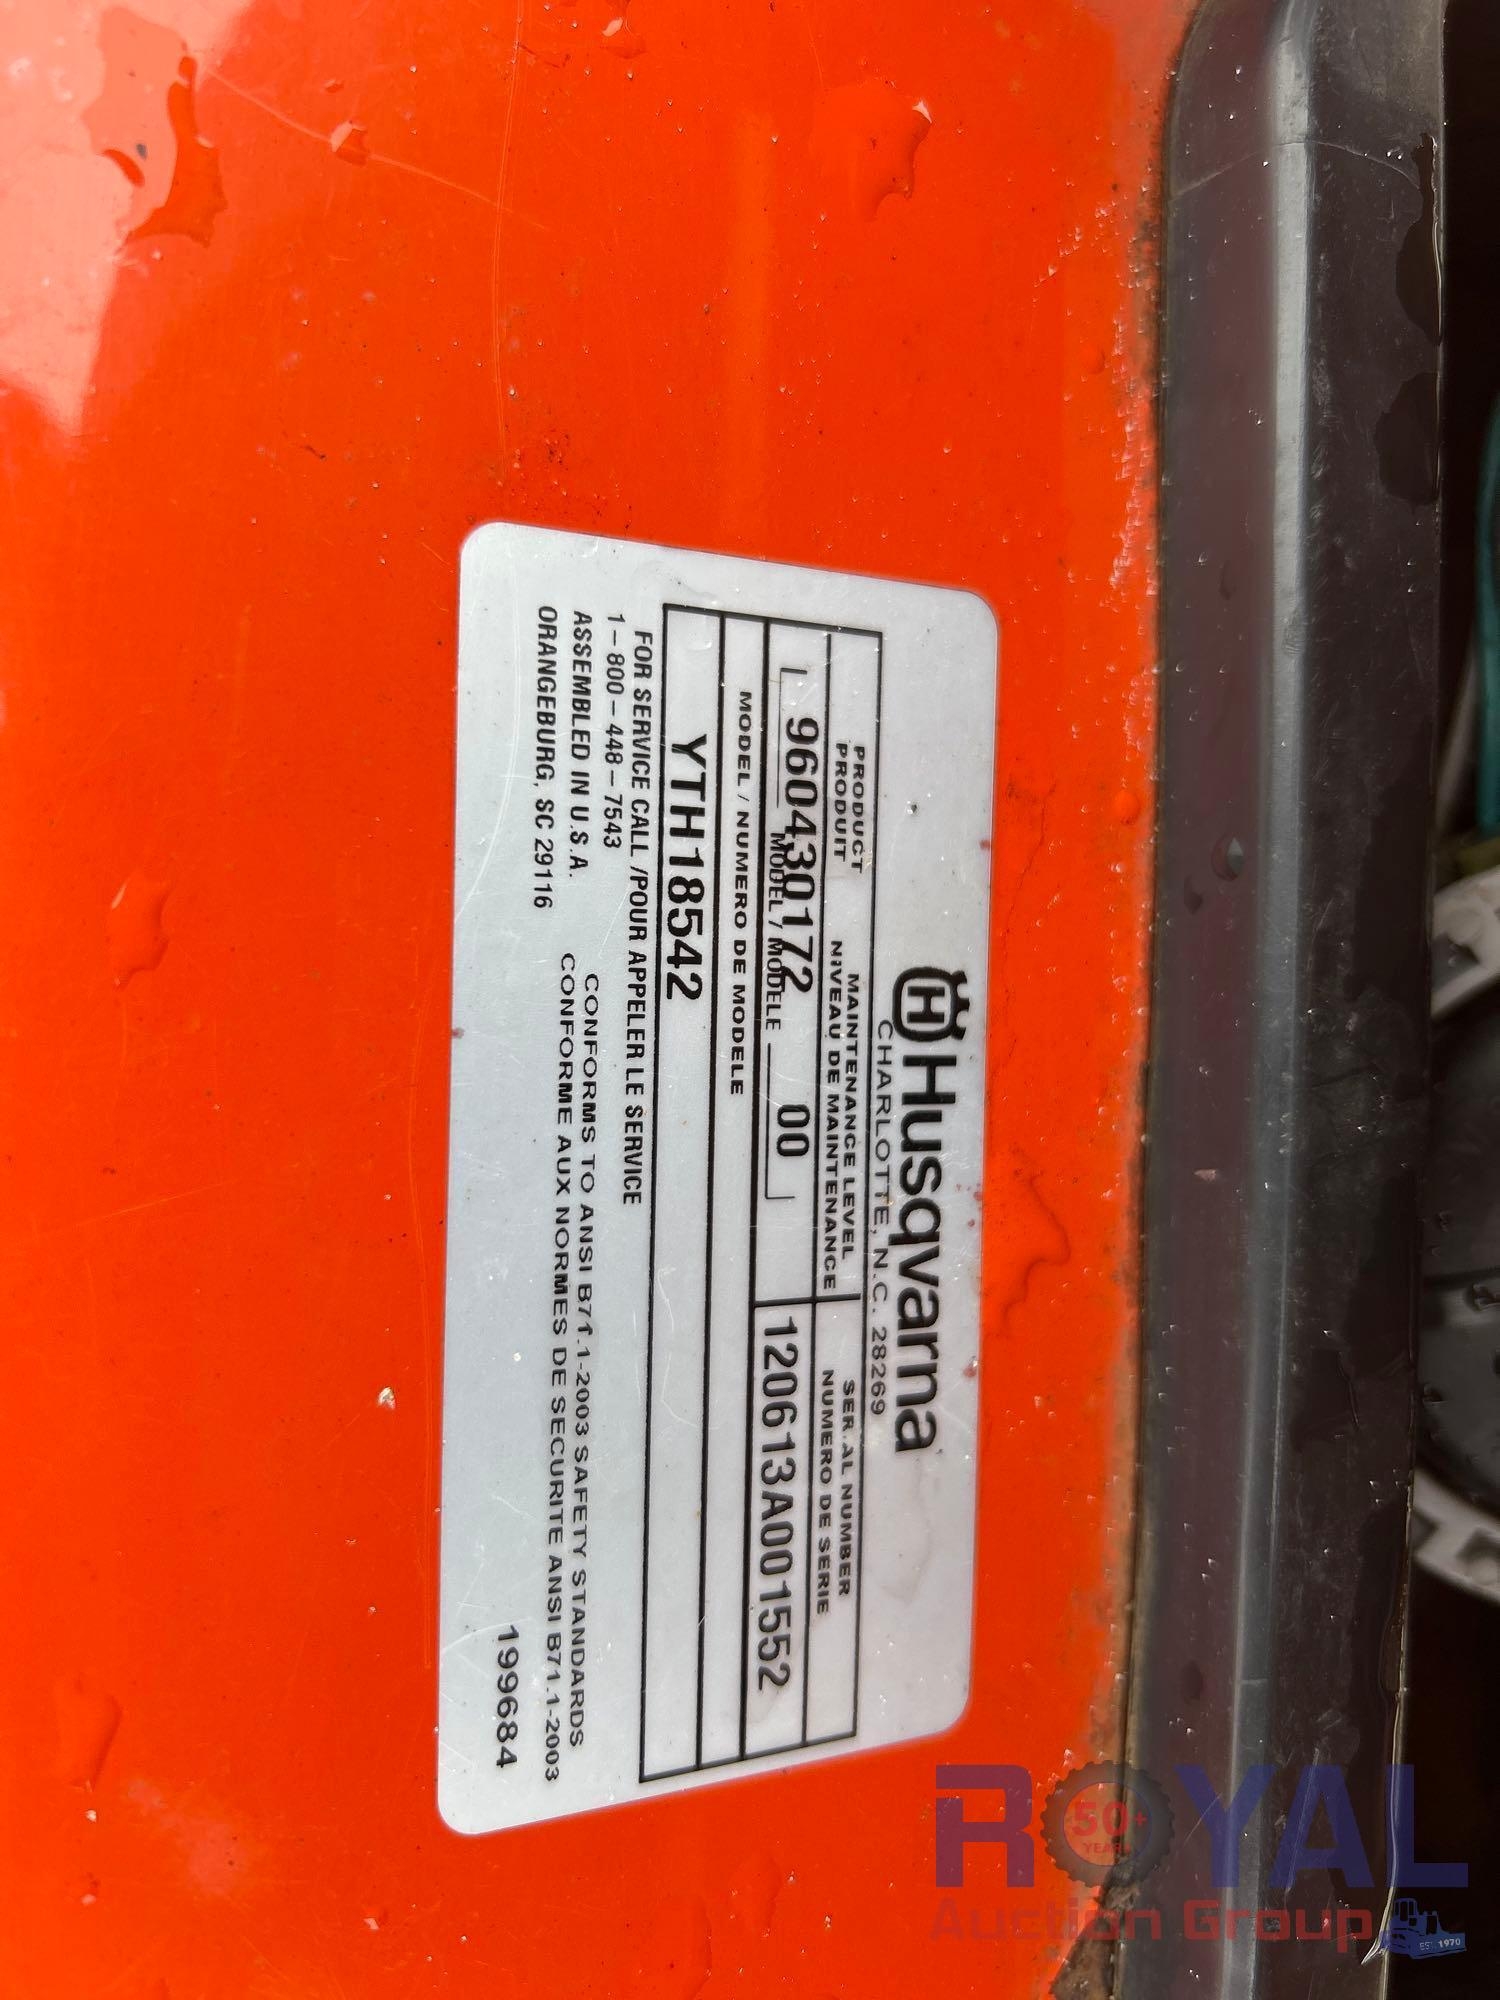 Husqvarna
CHARLOTTE, N.C. 28269
PRODUCT MAINTENANCE LEVEL SERIAL NUMBER
PRODUIT NIVEAU DE MAINTENANCE NUMERO DE SERIE
960430172 00 120613A001552
MODEL / MODELE
MODEL / NUMERO DE MODELE
YTH18542
FOR SERVICE CALL /POUR APPELER LE SERVICE
1-800-448-7543
ASSEMBLED IN U.S.A.
ORANGEBURG, SC 29116
CONFORMS TO ANSI B71.1-2003 SAFETY STANDARDS
CONFORME AUX NORMES DE SECURITE ANSI B71.1-2003
199684
ROYAL
50+
YEARS
Auction Group
EST. 1970